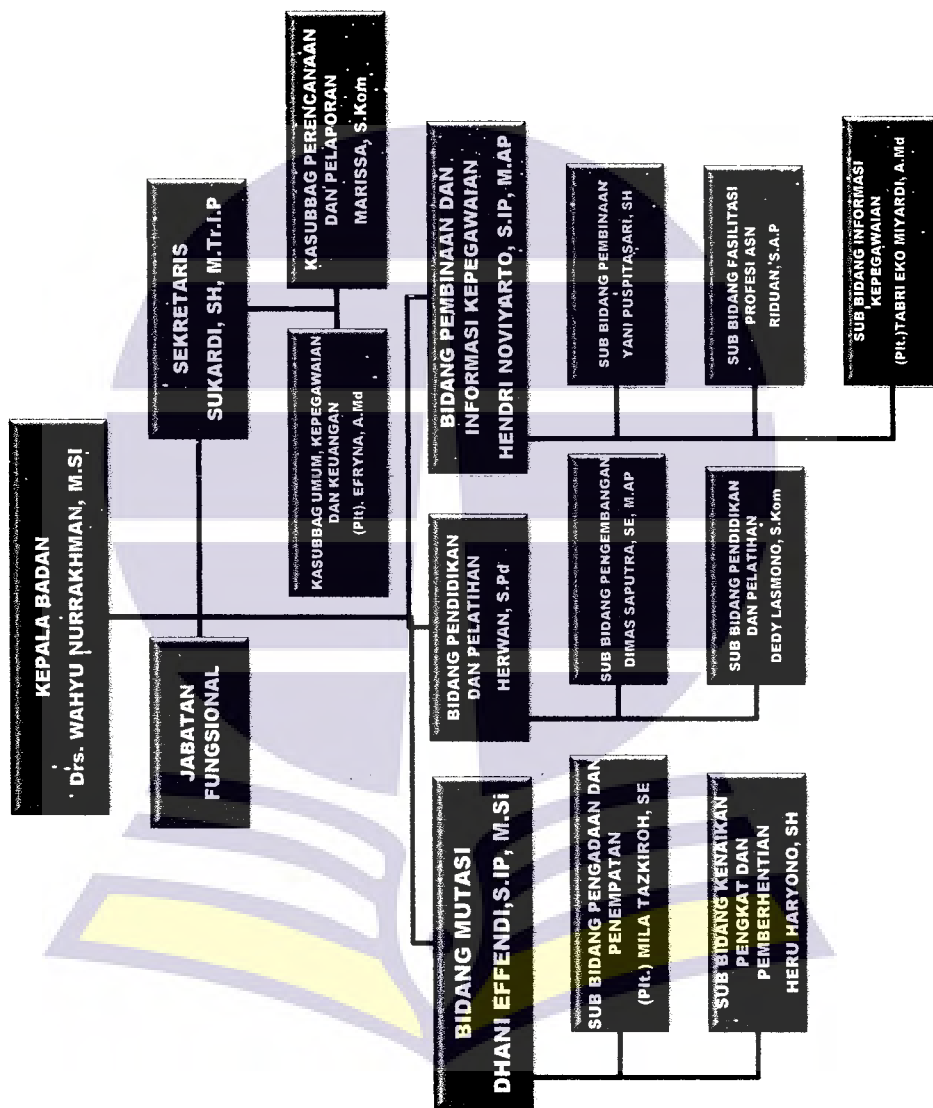 KEPALA BADAN
Drs. WAHYU NURRAKHMAN, M.SI
JABATAN
FUNGSIONAL
SEKRETARIS
SUKARDI, SH, M.Tr.I.P
KASUBBAG UMUM, KEPEGAWAIAN
DAN KEUANGAN
(Plt). EFRYNA, A.Md
KASUBBAG PERENCANAAN
DAN PELAPORAN
MARISSA, S.Kom
BIDANG MUTASI
DHANI EFFENDI,S.IP, M.Si
SUB BIDANG PENGADAAN DAN
PENEMPATAN
(Plt.) MILA TAZKIROH, SE
SUB BIDANG KENAIKAN
PENGKAT DAN
PEMBERHENTIAN
HERU HARYONO, SH
BIDANG PENDIDIKAN
DAN PELATIHAN
HERWAN, S.Pd
SUB BIDANG PENGEMBANGAN
DIMAS SAPUTRA, SE, M.AP
SUB BIDANG PENDIDIKAN
DAN PELATIHAN
DEDY LASMONO, S.Kom
BIDANG PEMBINAAN DAN
INFORMASI KEPEGAWAIAN
HENDRI NOVIYARTO, S.IP, M.AP
SUB BIDANG PEMBINAAN
YANI PUSPITASARI, SH
SUB BIDANG FASILITASI
PROFESI ASN
RIDUAN, S.A.P
SUB BIDANG INFORMASI
KEPEGAWAIAN
(Plt.)TABRI EKO MIYARDI, A.Md